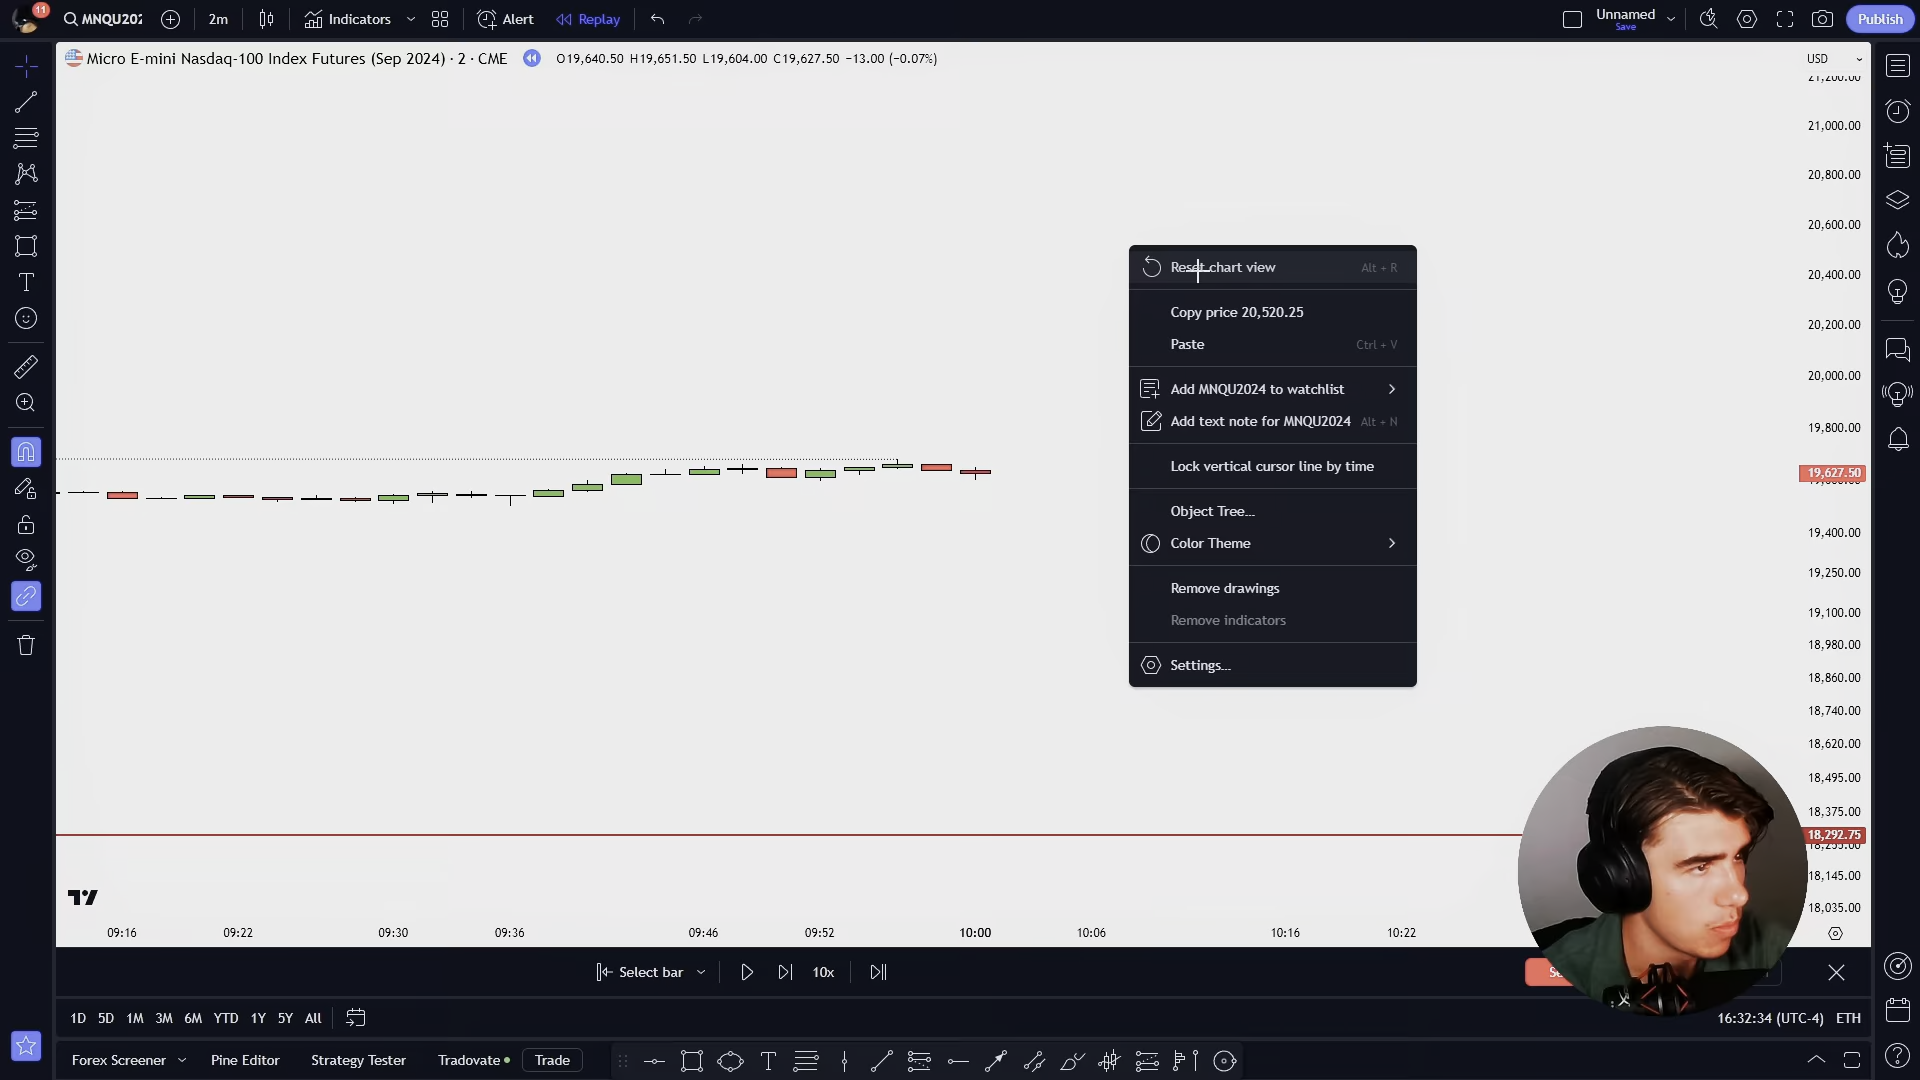 11
MNQU202
2m
Indicators
Alert
Replay
Unnamed
Save
Publish
Micro E-mini Nasdaq-100 Index Futures (Sep 2024) · 2 · CME
O19,640.50 H19,651.50 L19,604.00 C19,627.50 −13.00 (−0.07%)
USD
21,200.00
21,000.00
20,800.00
20,600.00
20,400.00
20,200.00
20,000.00
19,800.00
19,627.50
19,400.00
19,250.00
19,100.00
18,980.00
18,860.00
18,740.00
18,620.00
18,495.00
18,375.00
18,292.75
18,145.00
18,035.00
Reset chart view Alt + R
Copy price 20,520.25
Paste Ctrl + V
Add MNQU2024 to watchlist
Add text note for MNQU2024 Alt + N
Lock vertical cursor line by time
Object Tree...
Color Theme
Remove drawings
Remove indicators
Settings...
09:16
09:22
09:30
09:36
09:46
09:52
10:00
10:06
10:16
10:22
Select bar
10x
1D 5D 1M 3M 6M YTD 1Y 5Y All
16:32:34 (UTC-4) ETH
Forex Screener
Pine Editor
Strategy Tester
Tradovate
Trade